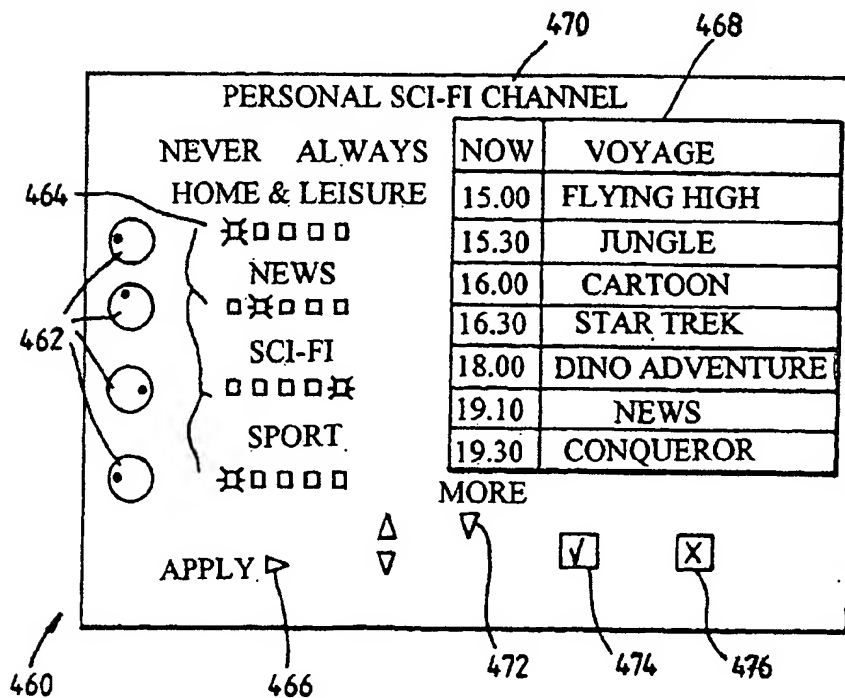 470 468
PERSONAL SCI-FI CHANNEL
NEVER ALWAYS
HOME & LEISURE
464
NEWS
462
SCI-FI
SPORT
NOW VOYAGE
15.00 FLYING HIGH
15.30 JUNGLE
16.00 CARTOON
16.30 STAR TREK
18.00 DINO ADVENTURE
19.10 NEWS
19.30 CONQUEROR
MORE
APPLY
√ X
460 466 472 474 476